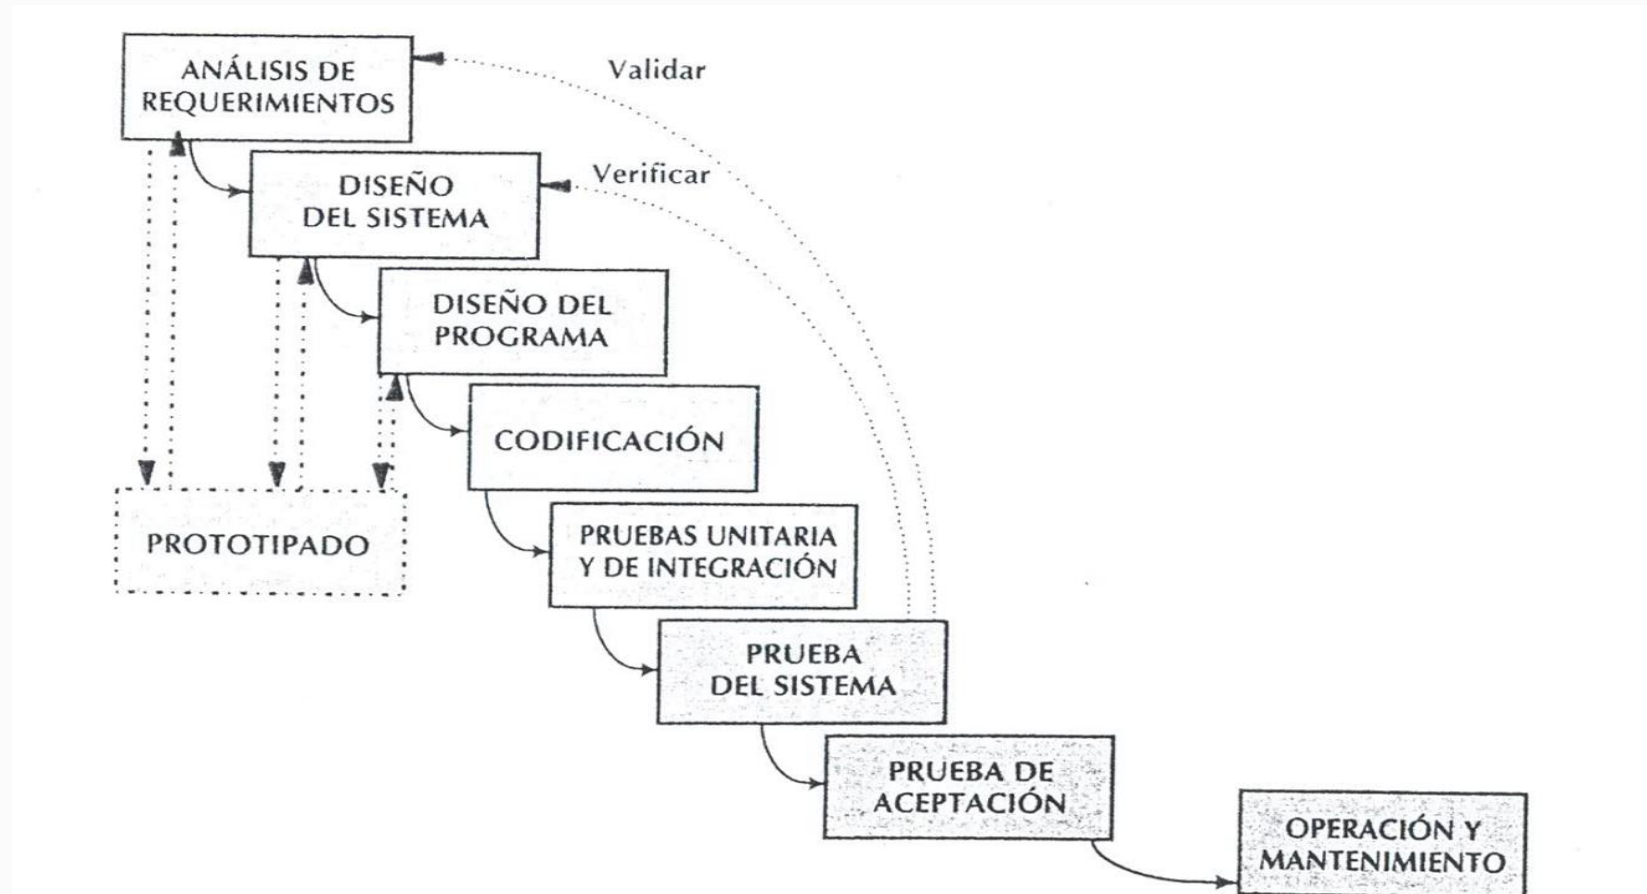 ANÁLISIS DE
REQUERIMIENTOS
Validar
DISEÑO
DEL SISTEMA
Verificar
DISEÑO DEL
PROGRAMA
CODIFICACIÓN
PROTOTIPADO
PRUEBAS UNITARIA
Y DE INTEGRACIÓN
PRUEBA
DEL SISTEMA
PRUEBA DE
ACEPTACIÓN
OPERACIÓN Y
MANTENIMIENTO